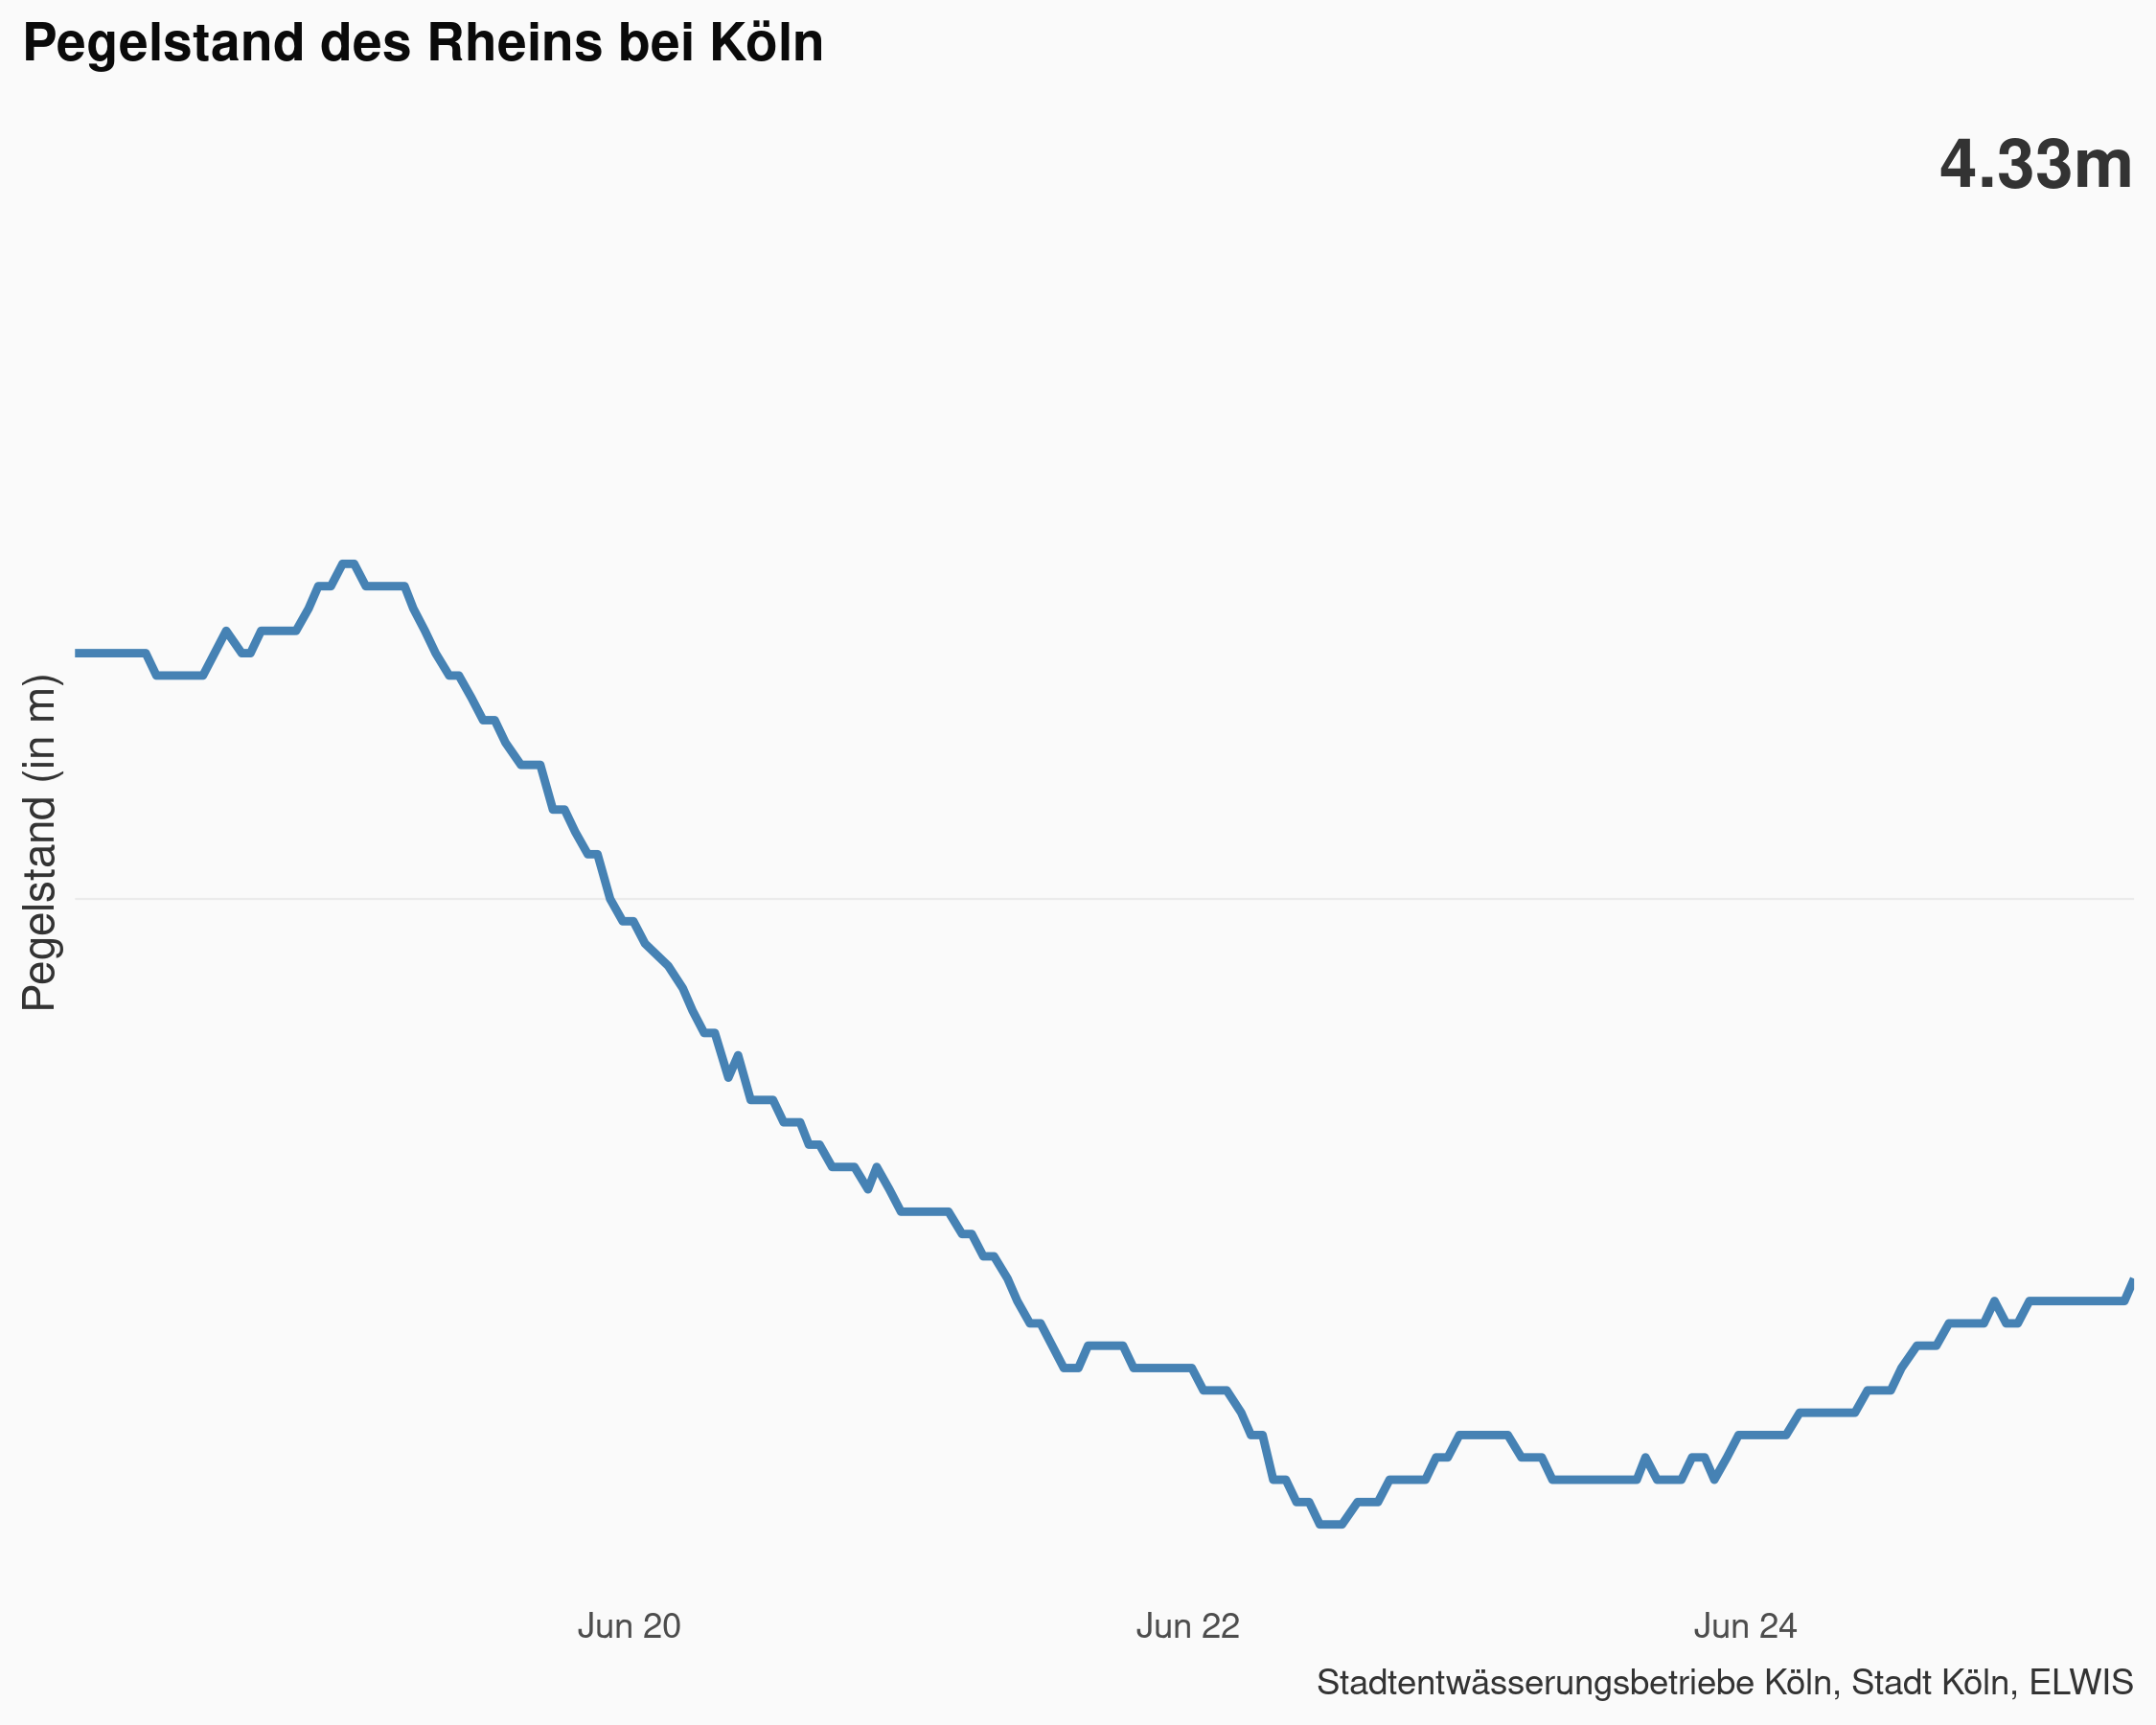 Pegelstand des Rheins bei Köln
4.33m
Pegelstand (in m)
Jun 20
Jun 22
Jun 24
Stadtentwässerungsbetriebe Köln, Stadt Köln, ELWIS